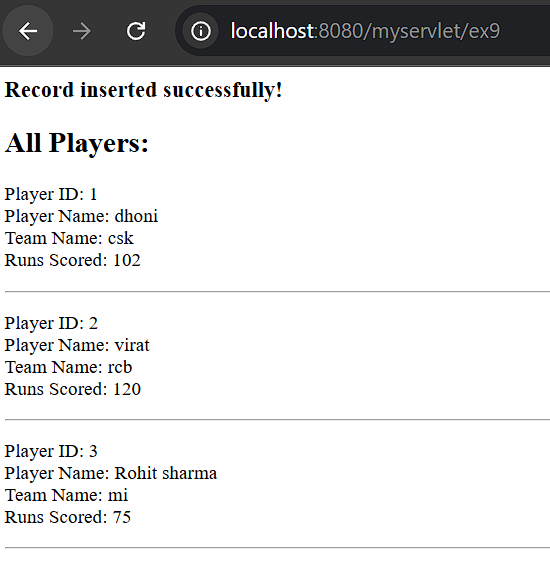 localhost:8080/myservlet/ex9
Record inserted successfully!
All Players:
Player ID: 1
Player Name: dhoni
Team Name: csk
Runs Scored: 102
Player ID: 2
Player Name: virat
Team Name: rcb
Runs Scored: 120
Player ID: 3
Player Name: Rohit sharma
Team Name: mi
Runs Scored: 75